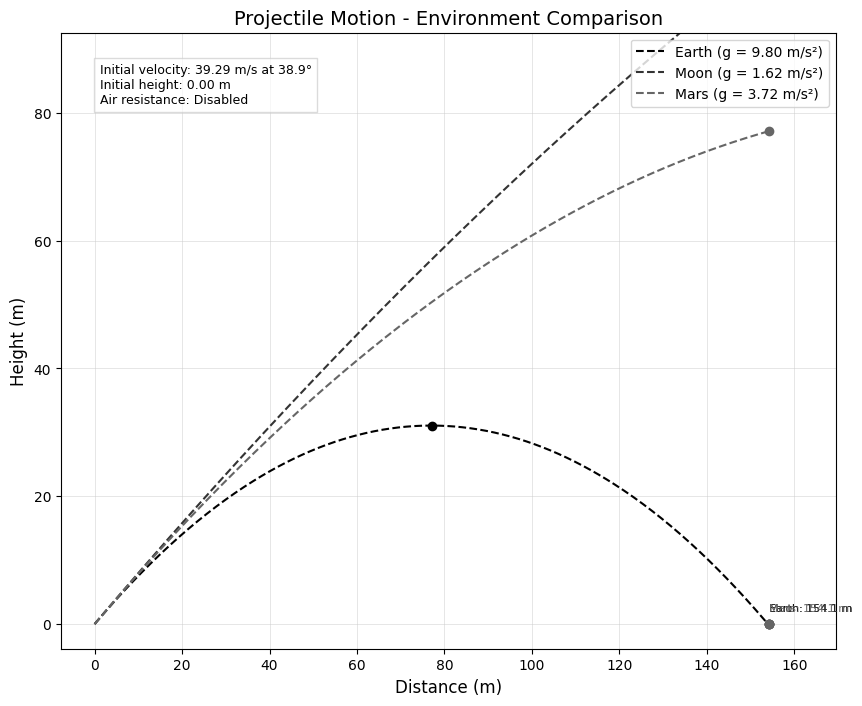 Projectile Motion - Environment Comparison
Initial velocity: 39.29 m/s at 38.9°
Initial height: 0.00 m
Air resistance: Disabled
Earth (g = 9.80 m/s²)
Moon (g = 1.62 m/s²)
Mars (g = 3.72 m/s²)
Height (m)
80
60
40
20
0
0 20 40 60 80 100 120 140 160
Distance (m)